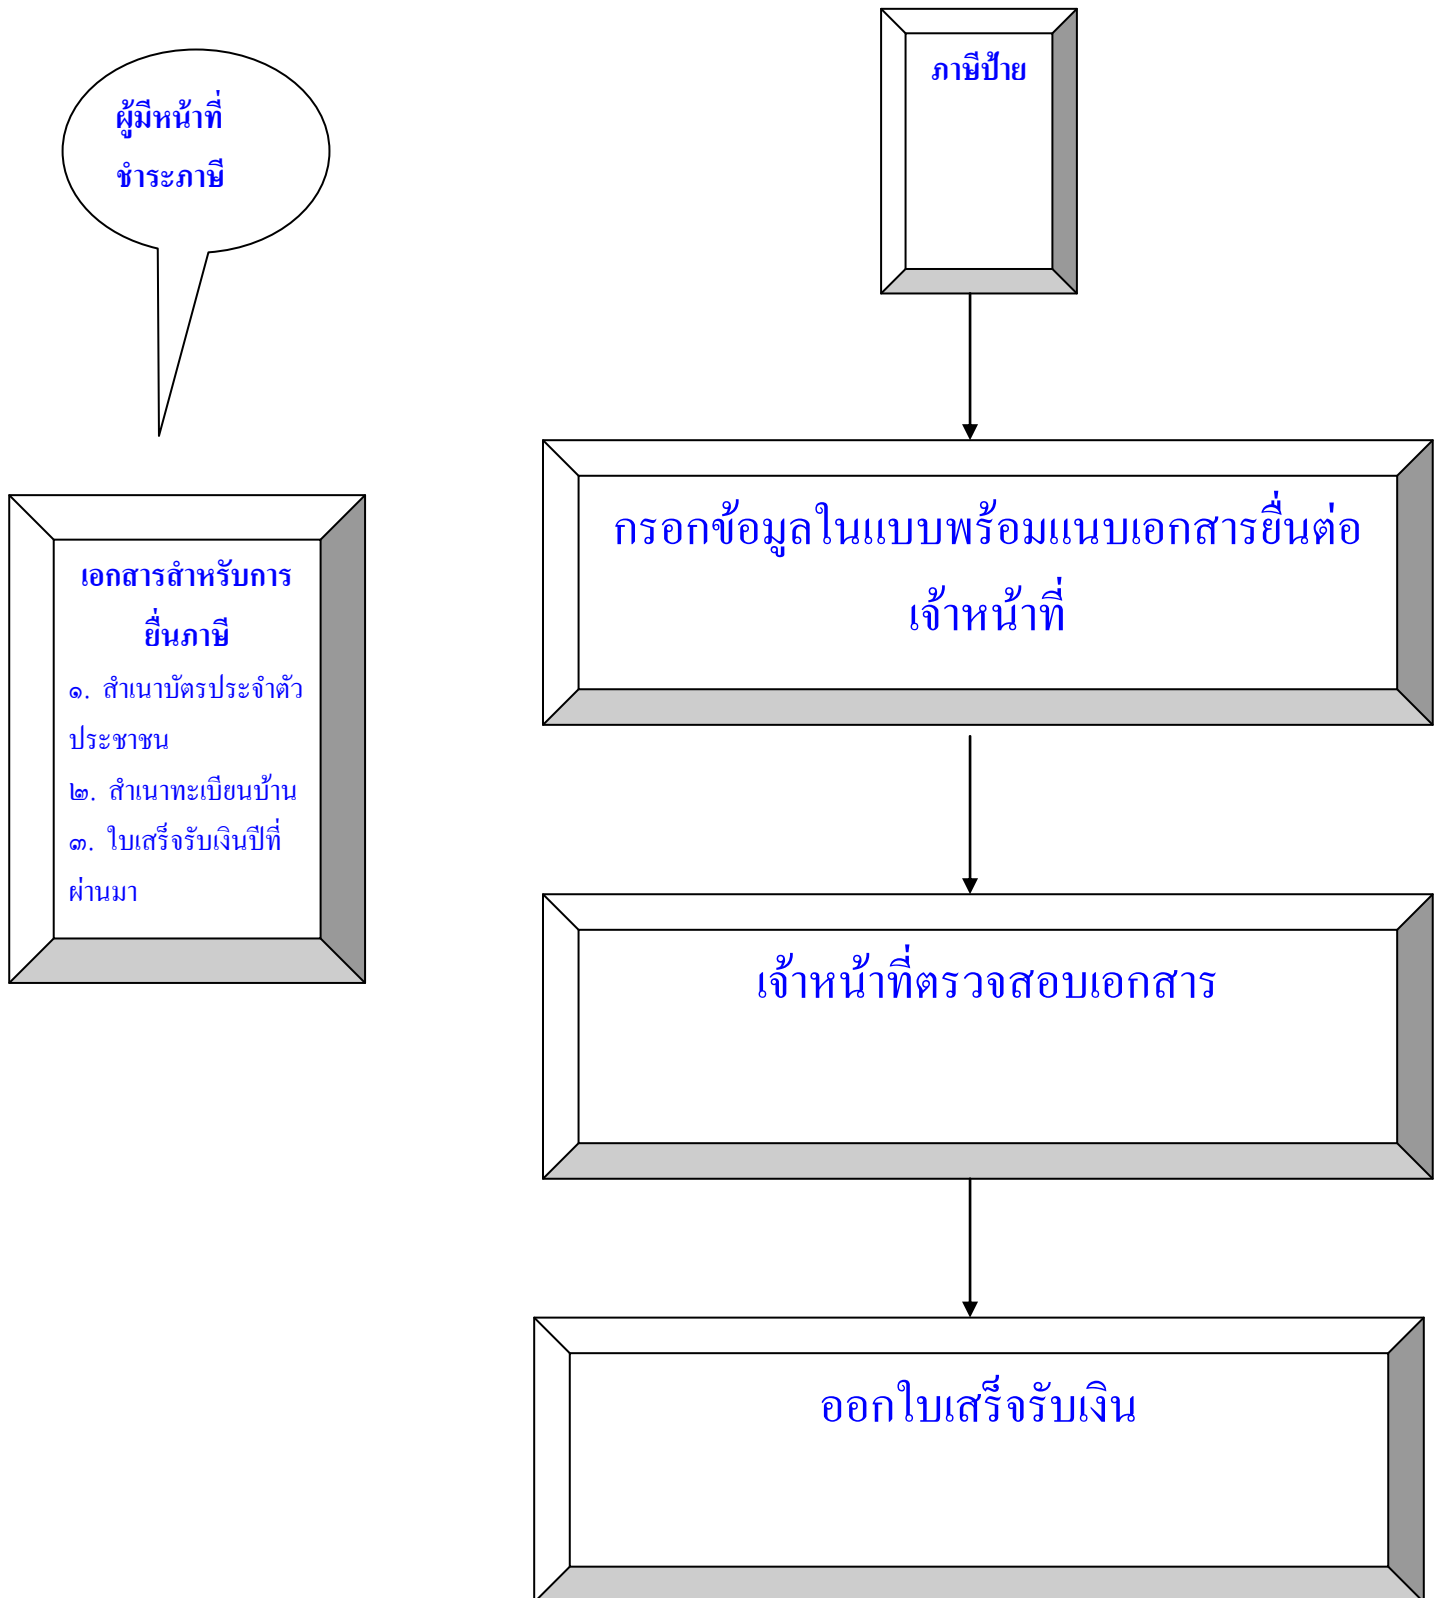 ผู้มีหน้าที่
ชำระภาษี
ภาษีป้าย
เอกสารสำหรับการ
ยื่นภาษี
๑. สำเนาบัตรประจำตัว
ประชาชน
๒. สำเนาทะเบียนบ้าน
๓. ใบเสร็จรับเงินปีที่
ผ่านมา
กรอกข้อมูลในแบบพร้อมแนบเอกสารยื่นต่อ
เจ้าหน้าที่
เจ้าหน้าที่ตรวจสอบเอกสาร
ออกใบเสร็จรับเงิน